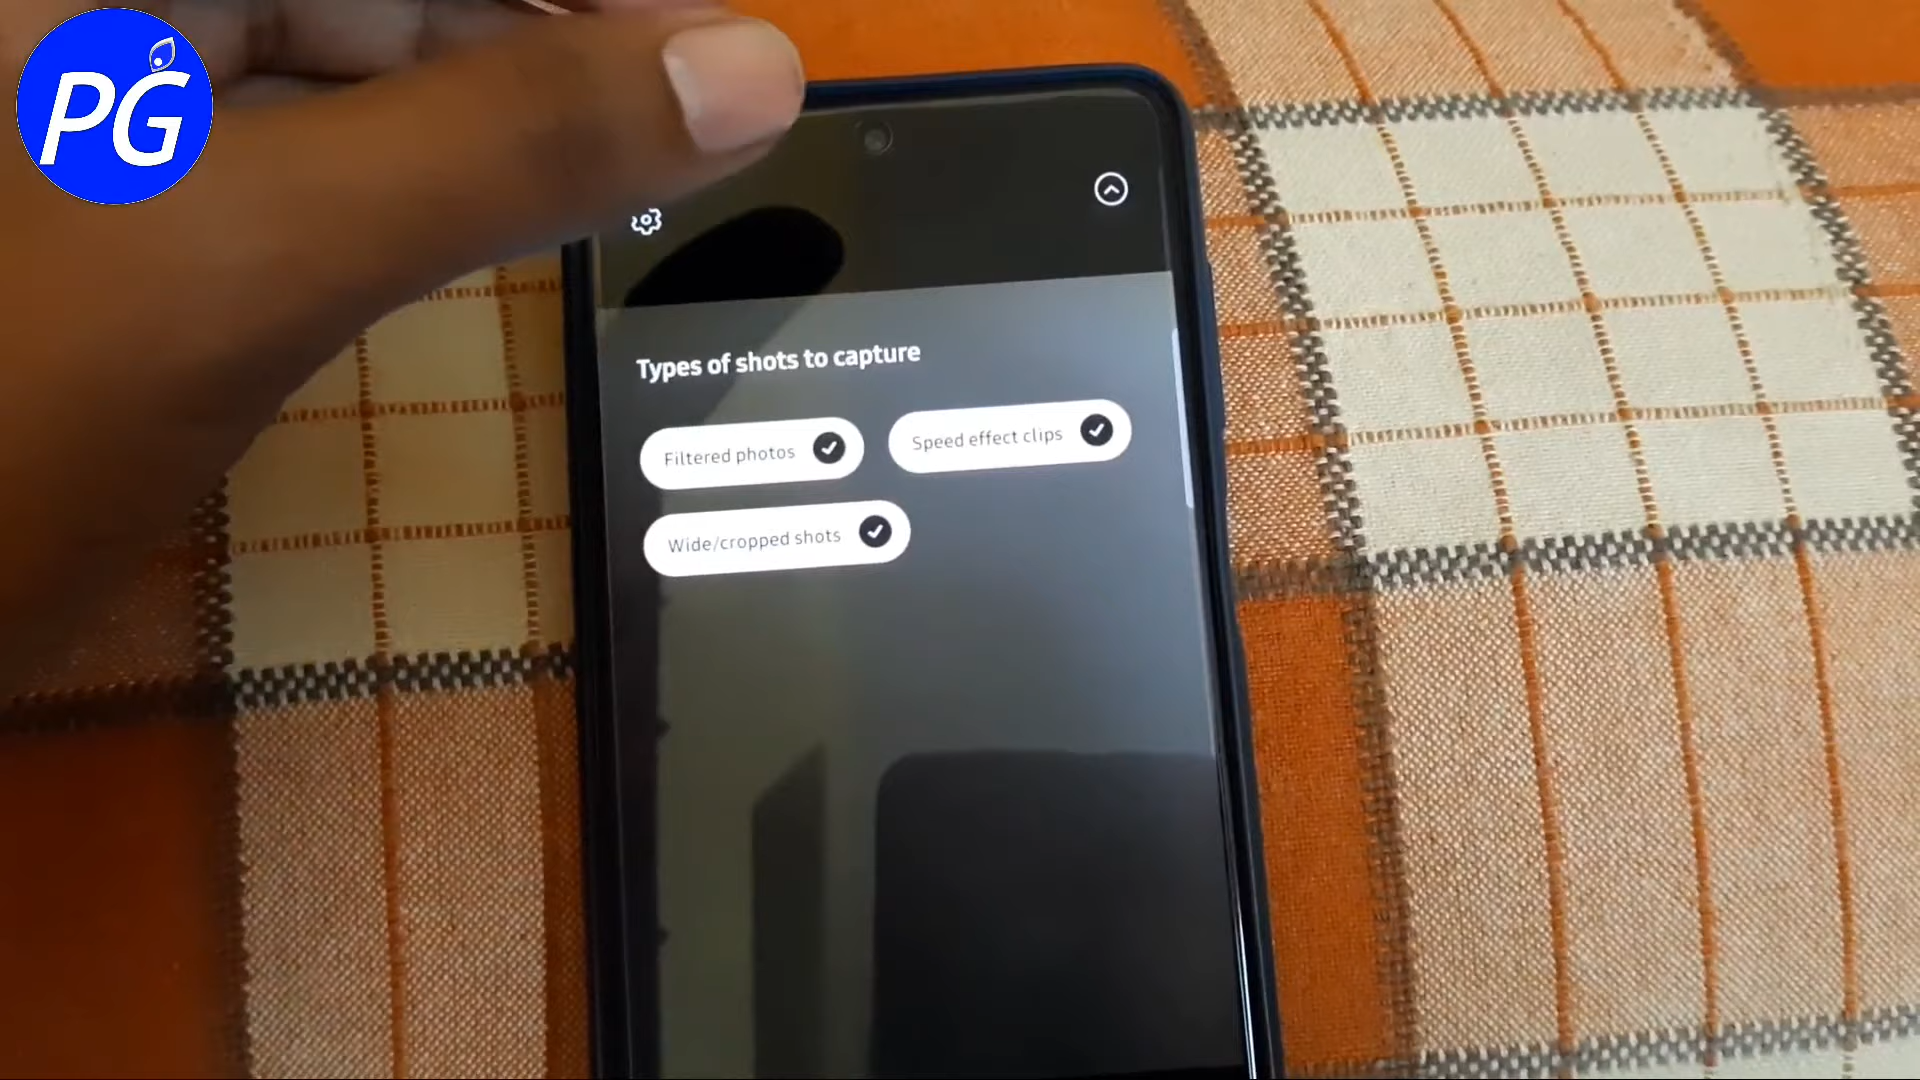 PG
Types of shots to capture
Filtered photos
Speed effect clips
Wide/cropped shots